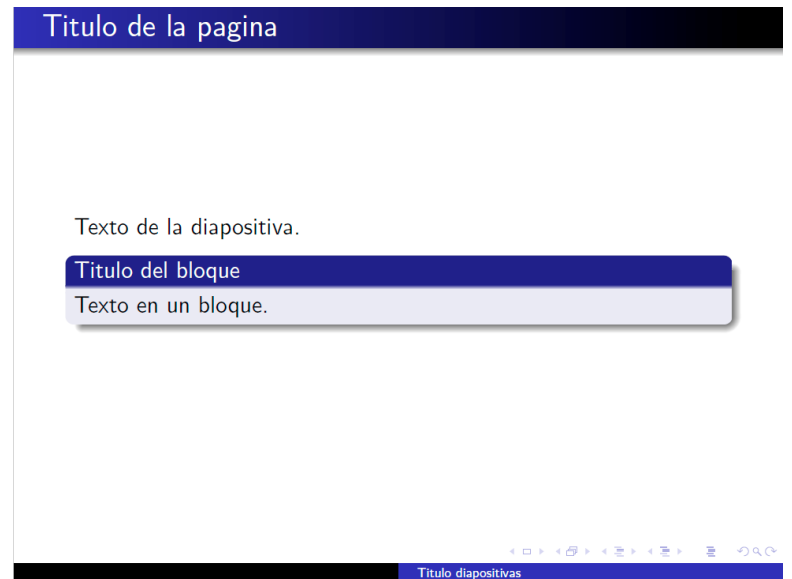 Titulo de la pagina
Texto de la diapositiva.
Titulo del bloque
Texto en un bloque.
Titulo diapositivas